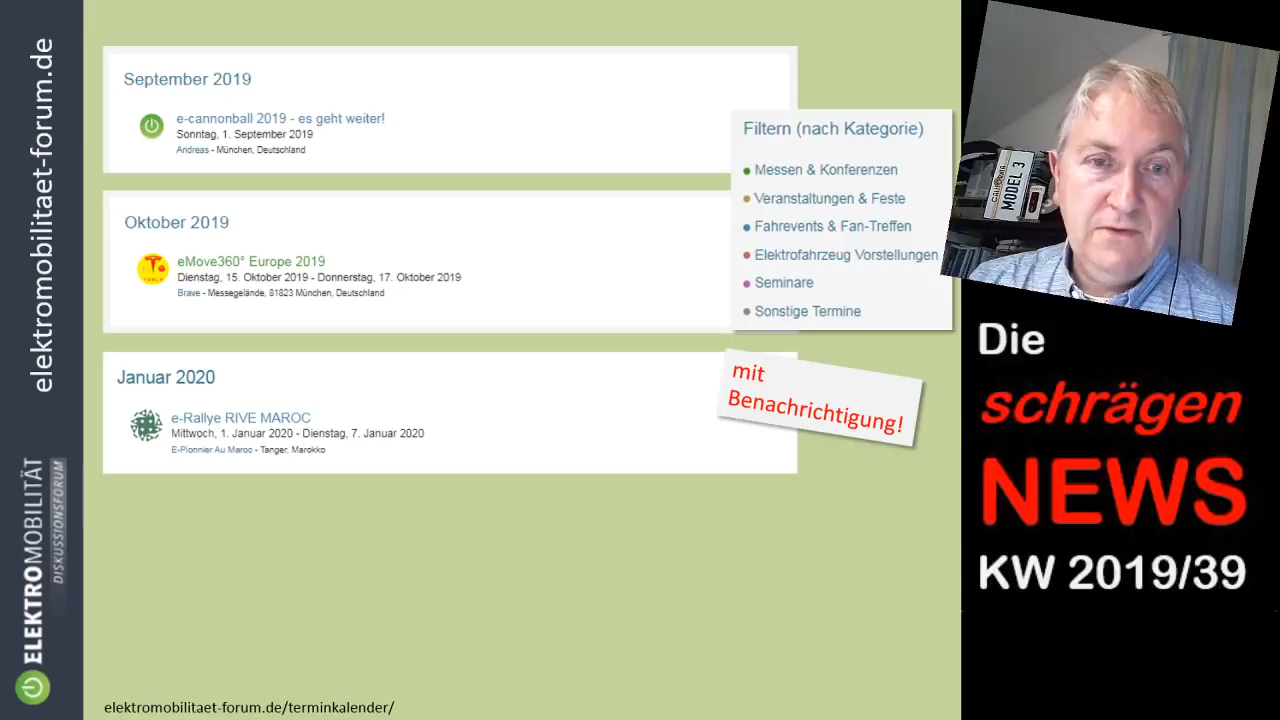 elektromobilitaet-forum.de
ELEKTROMOBILITÄT
DISKUSSIONSFORUM
September 2019
e-cannonball 2019 - es geht weiter!
Sonntag, 1. September 2019
Andreas - München, Deutschland
Oktober 2019
eMove360° Europe 2019
Dienstag, 15. Oktober 2019 - Donnerstag, 17. Oktober 2019
Brave - Messegelände, 81823 München, Deutschland
Januar 2020
e-Rallye RIVE MAROC
Mittwoch, 1. Januar 2020 - Dienstag, 7. Januar 2020
E-Pionnier Au Maroc - Tanger, Marokko
Filtern (nach Kategorie)
Messen & Konferenzen
Veranstaltungen & Feste
Fahrevents & Fan-Treffen
Elektrofahrzeug Vorstellungen
Seminare
Sonstige Termine
mit
Benachrichtigung!
MODEL 3
Die
schrägen
NEWS
KW 2019/39
elektromobilitaet-forum.de/terminkalender/